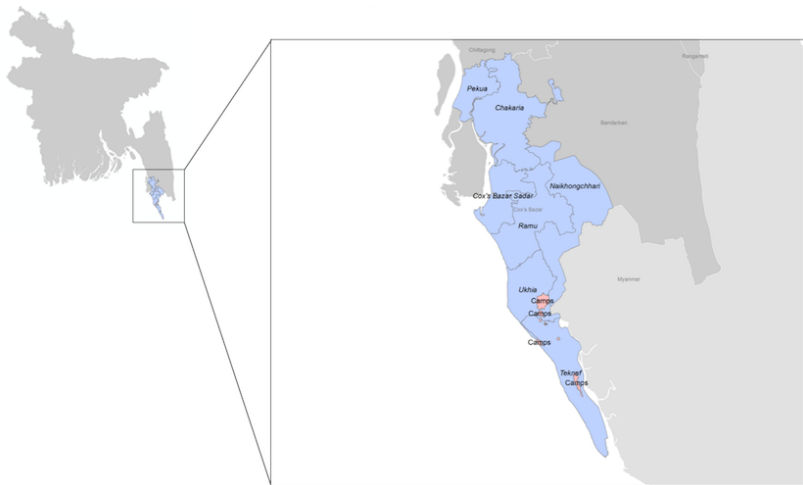 Chittagong
Rangamati
Pekua
Chakaria
Bandarban
Naikhongchhari
Cox's Bazar Sadar
Cox's Bazar
Ramu
Myanmar
Ukhia
Camps
Camps
Camps
Teknaf
Camps